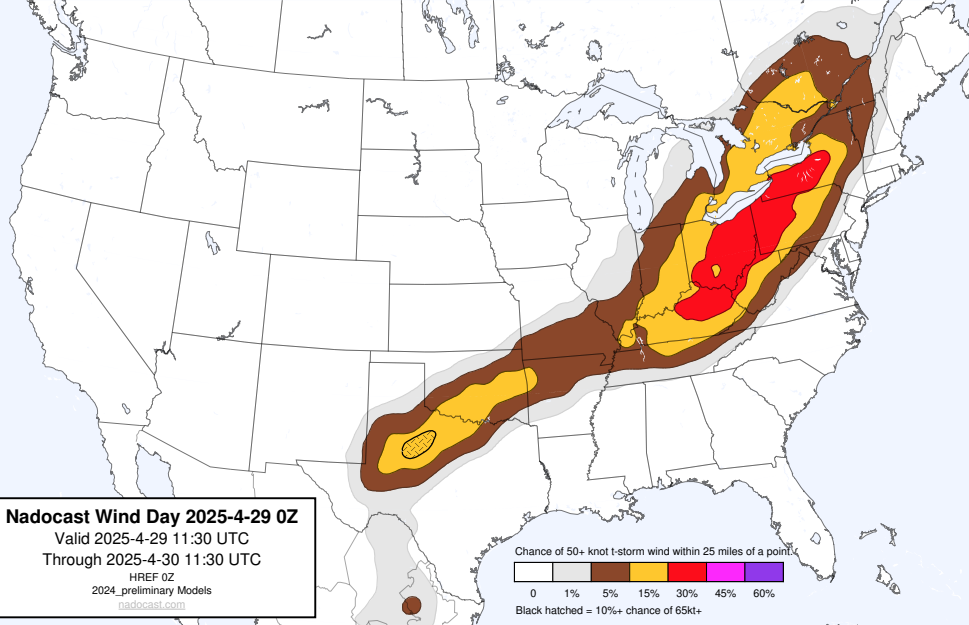 Nadocast Wind Day 2025-4-29 0Z
Valid 2025-4-29 11:30 UTC
Through 2025-4-30 11:30 UTC
HREF 0Z
2024_preliminary Models
nadocast.com
Chance of 50+ knot t-storm wind within 25 miles of a point.
0 1% 5% 15% 30% 45% 60%
Black hatched = 10%+ chance of 65kt+